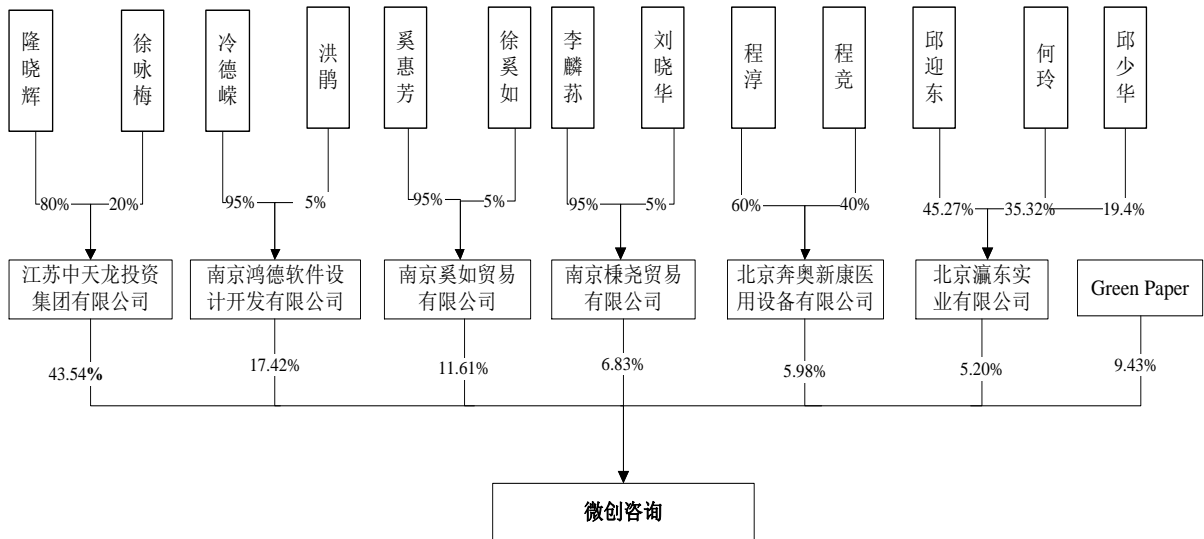 隆晓辉
徐咏梅
冷德嵘
洪鹃
奚惠芳
徐奚如
李麟荪
刘晓华
程淳
程竞
邱迎东
何玲
邱少华
80% 20% 95% 5% 95% 5% 95% 5% 60% 40% 45.27% 35.32% 19.4%
江苏中天龙投资
集团有限公司
南京鸿德软件设
计开发有限公司
南京奚如贸易
有限公司
南京棟尧贸易
有限公司
北京奔奥新康医
用设备有限公司
北京瀛东实
业有限公司
Green Paper
43.54% 17.42% 11.61% 6.83% 5.98% 5.20% 9.43%
微创咨询